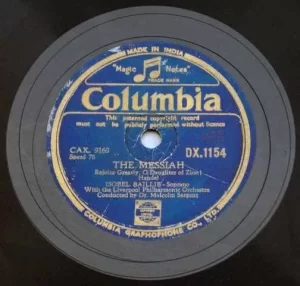 MADE IN INDIA
TRADE MARK
"Magic Notes"
Columbia
This patented copyright record
must not be publicly performed without licence
CAX. 9160
Speed 78
DX.1154
THE MESSIAH
Rejoice Greatly, O Daughter of Zion!
Handel
ISOBEL BAILLIE - Soprano
With the Liverpool Philharmonic Orchestra
Conducted by Dr. Malcolm Sargent
COLUMBIA GRAPHOPHONE CO., LTD.